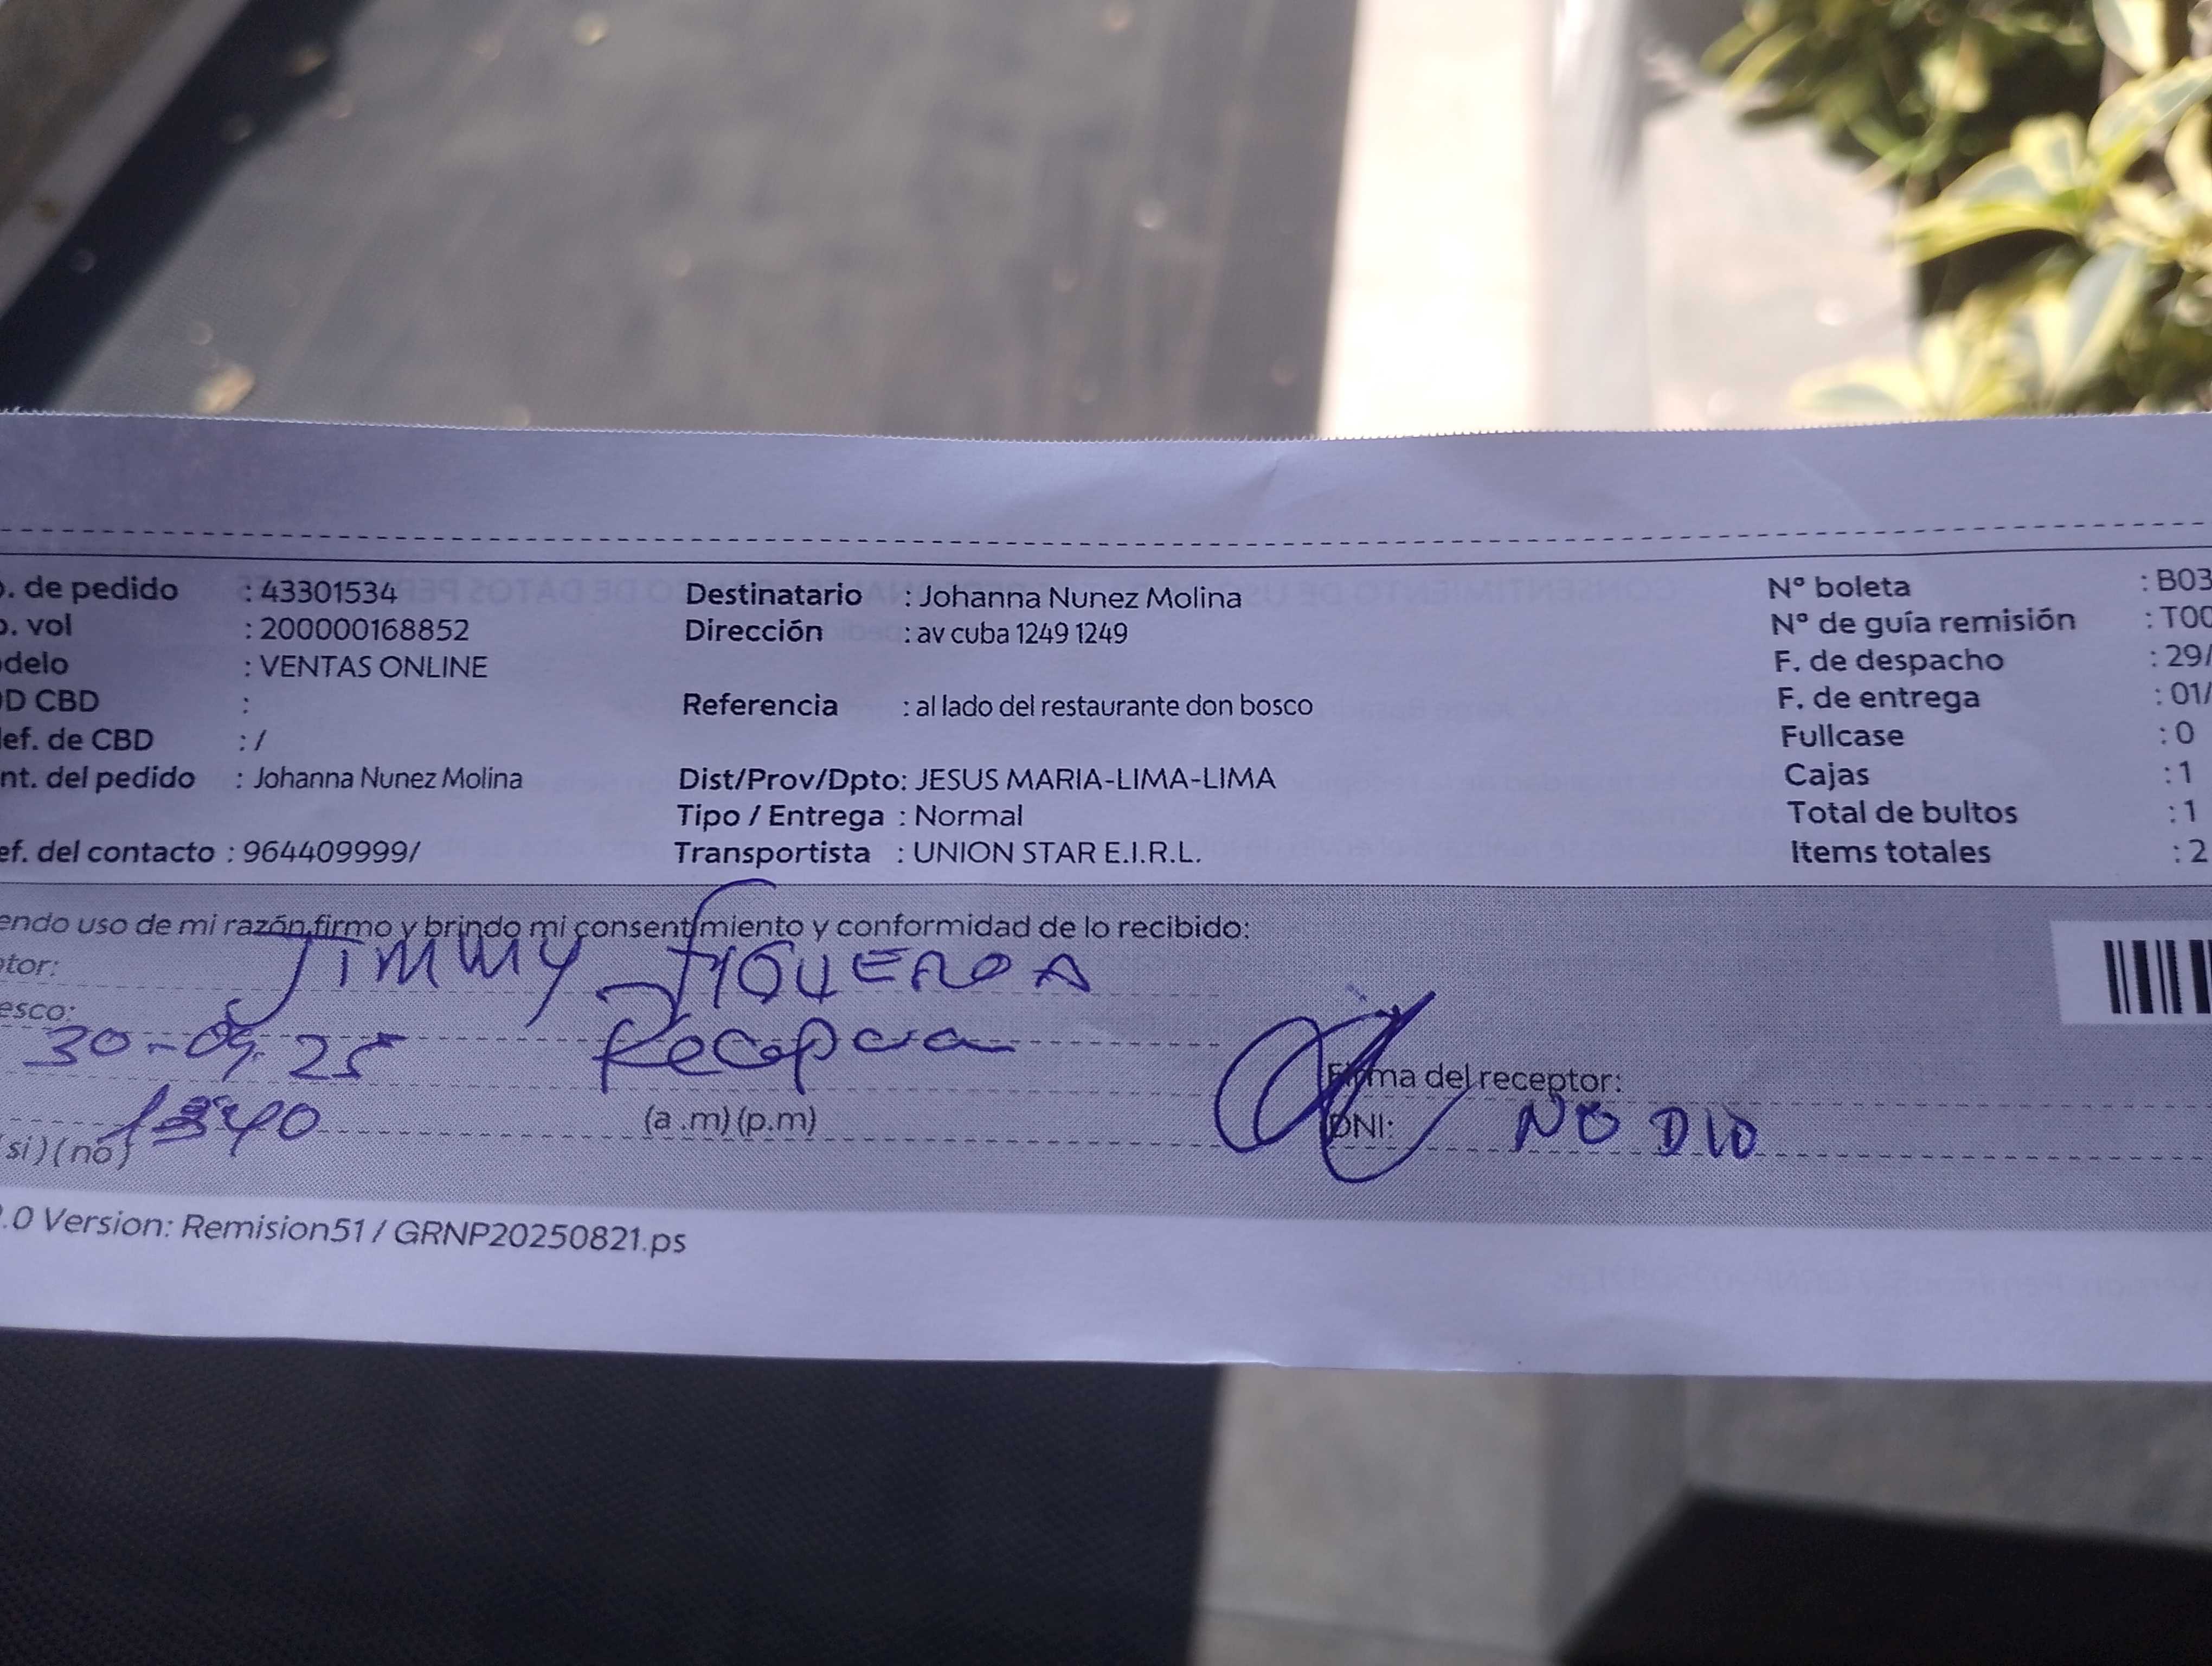 o. de pedido : 43301534
o. vol : 200000168852
delo : VENTAS ONLINE
D CBD :
ef. de CBD : /
nt. del pedido : Johanna Nunez Molina
ef. del contacto : 964409999/
Destinatario : Johanna Nunez Molina
Dirección : av cuba 1249 1249
Referencia : al lado del restaurante don bosco
Dist/Prov/Dpto: JESUS MARIA-LIMA-LIMA
Tipo / Entrega : Normal
Transportista : UNION STAR E.I.R.L.
Nº boleta : B03
Nº de guía remisión : T00
F. de despacho : 29/
F. de entrega : 01/
Fullcase : 0
Cajas : 1
Total de bultos : 1
Items totales : 2
endo uso de mi razón,firmo y brindo mi consentimiento y conformidad de lo recibido:
tor: JIMMY FIGUEROA
esco:
30-09-25
(a .m) (p.m)
si) (no)
Firma del receptor:
DNI: NO DIO
.0 Version: Remision51 / GRNP20250821.ps